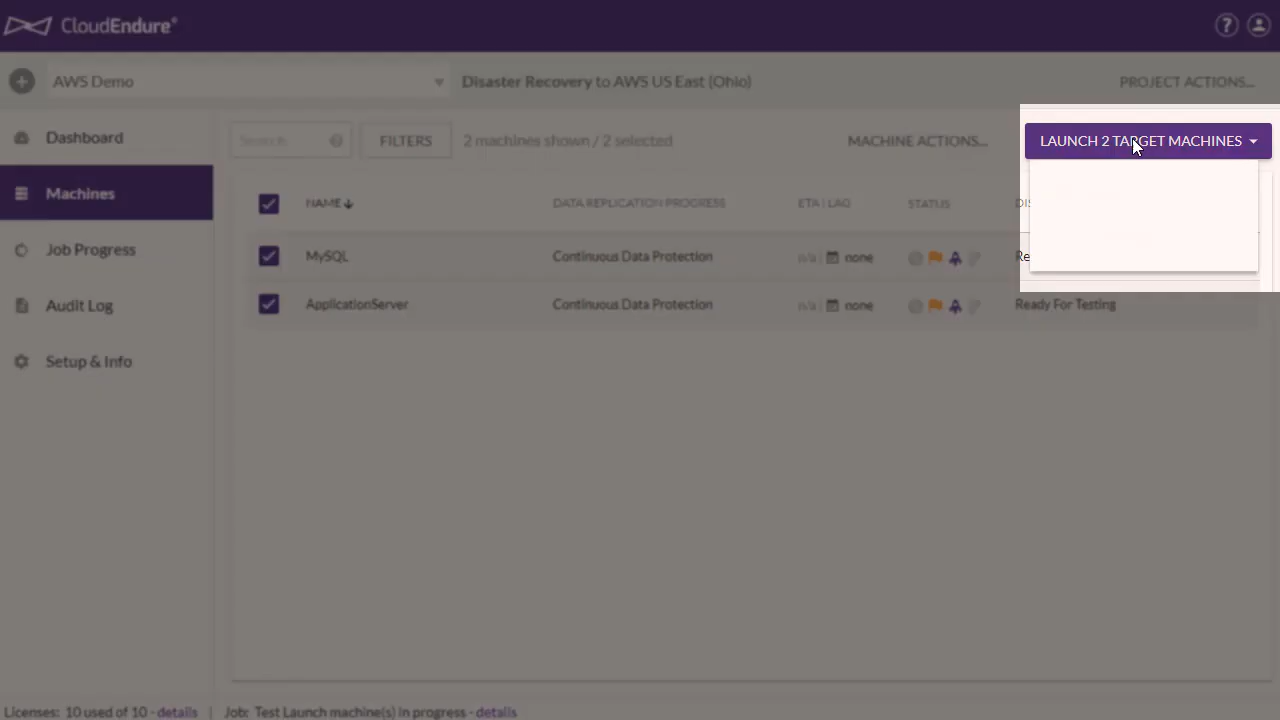 CloudEndure®
?
AWS Demo
Disaster Recovery to AWS US East (Ohio)
PROJECT ACTIONS...
Dashboard
Machines
Job Progress
Audit Log
Setup & Info
Search
FILTERS
2 machines shown / 2 selected
MACHINE ACTIONS...
LAUNCH 2 TARGET MACHINES
NAME
DATA REPLICATION PROGRESS
ETA | LAG
STATUS
DIS
MySQL
Continuous Data Protection
n/a | none
Re
ApplicationServer
Continuous Data Protection
n/a | none
Ready For Testing
Licenses: 10 used of 10 - details | Job: Test Launch machine(s) in progress - details